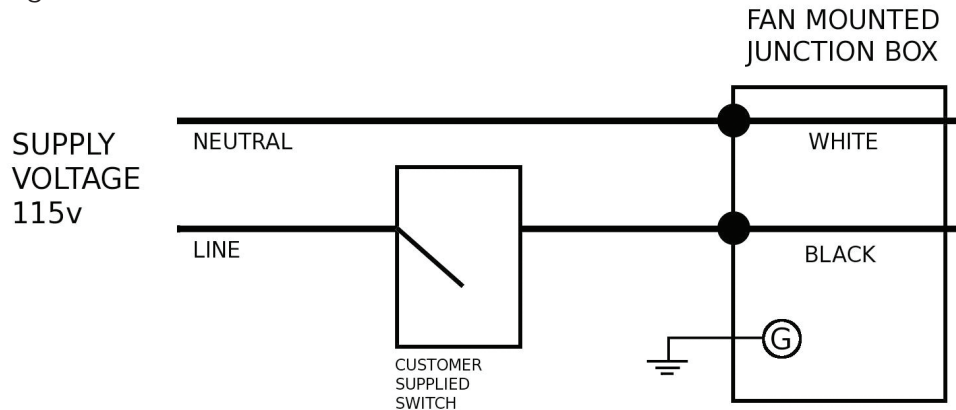 FAN MOUNTED
JUNCTION BOX
SUPPLY
VOLTAGE
115v
NEUTRAL
WHITE
LINE
BLACK
G
CUSTOMER
SUPPLIED
SWITCH